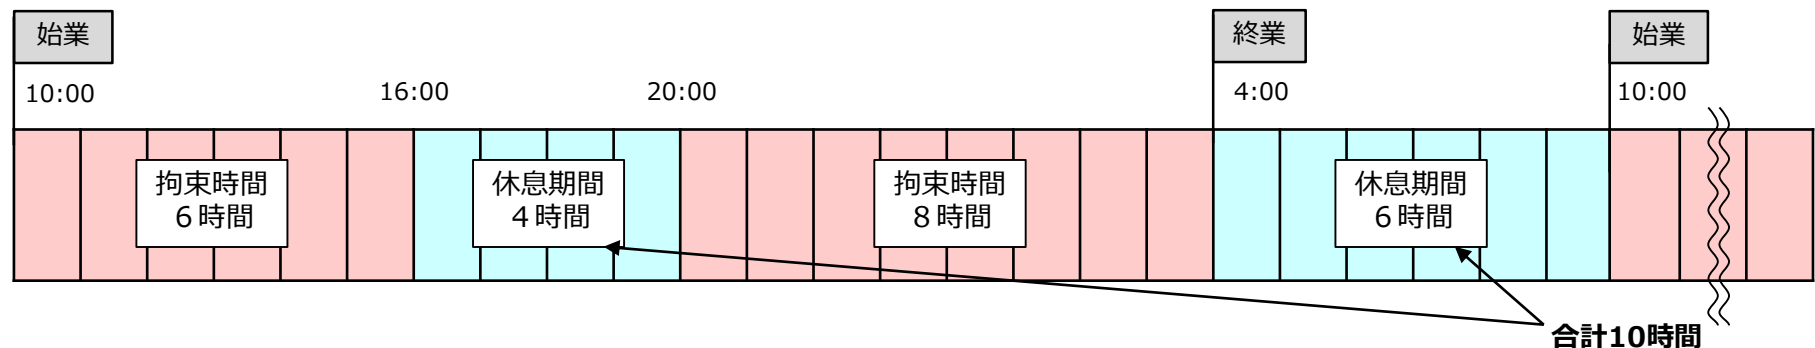 始業
終業
始業
10:00
16:00
20:00
4:00
10:00
拘束時間
６時間
休息期間
４時間
拘束時間
８時間
休息期間
６時間
合計10時間